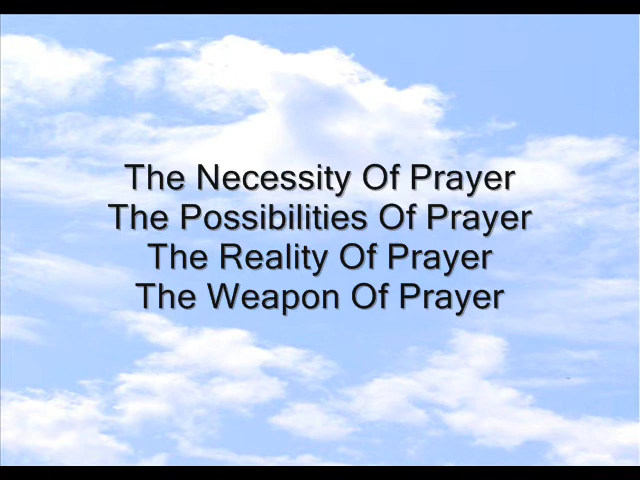 The Necessity Of Prayer
The Possibilities Of Prayer
The Reality Of Prayer
The Weapon Of Prayer